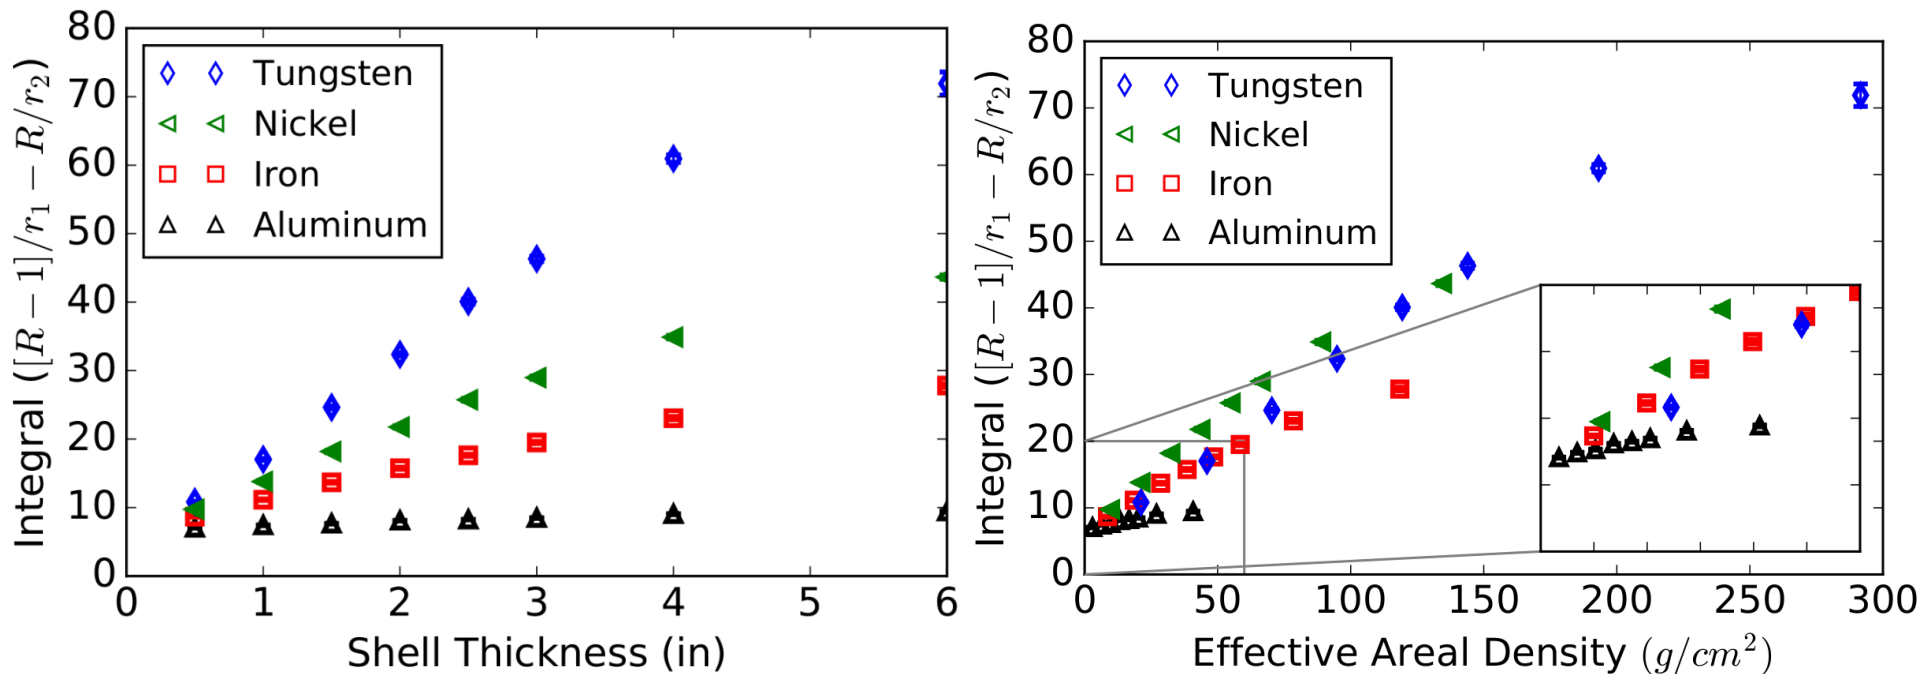 80
70
60
50
40
30
20
10
0
Integral ([R − 1]/r₁ − R/r₂)
Tungsten
Nickel
Iron
Aluminum
0 1 2 3 4 5 6
Shell Thickness (in)
80
70
60
50
40
30
20
10
0
Integral ([R − 1]/r₁ − R/r₂)
Tungsten
Nickel
Iron
Aluminum
0 50 100 150 200 250 300
Effective Areal Density (g/cm²)